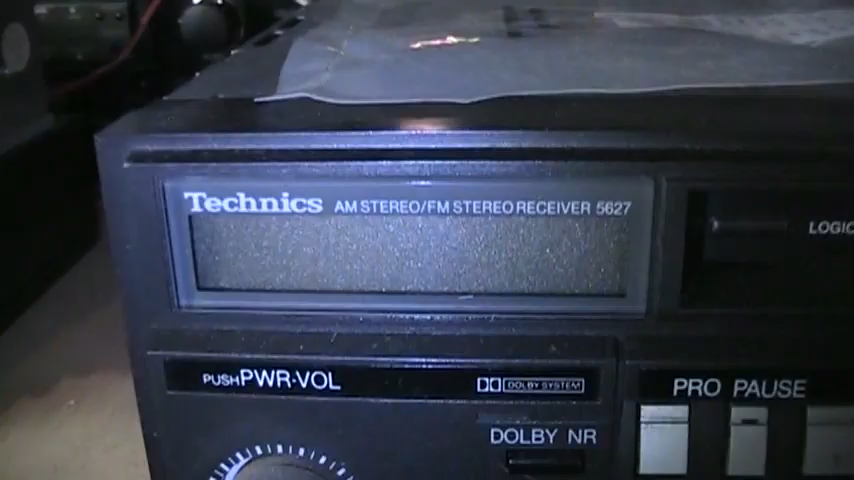 Technics AM STEREO/FM STEREO RECEIVER 5627
LOGIC
PUSH PWR-VOL
DOLBY SYSTEM
PRO PAUSE
DOLBY NR